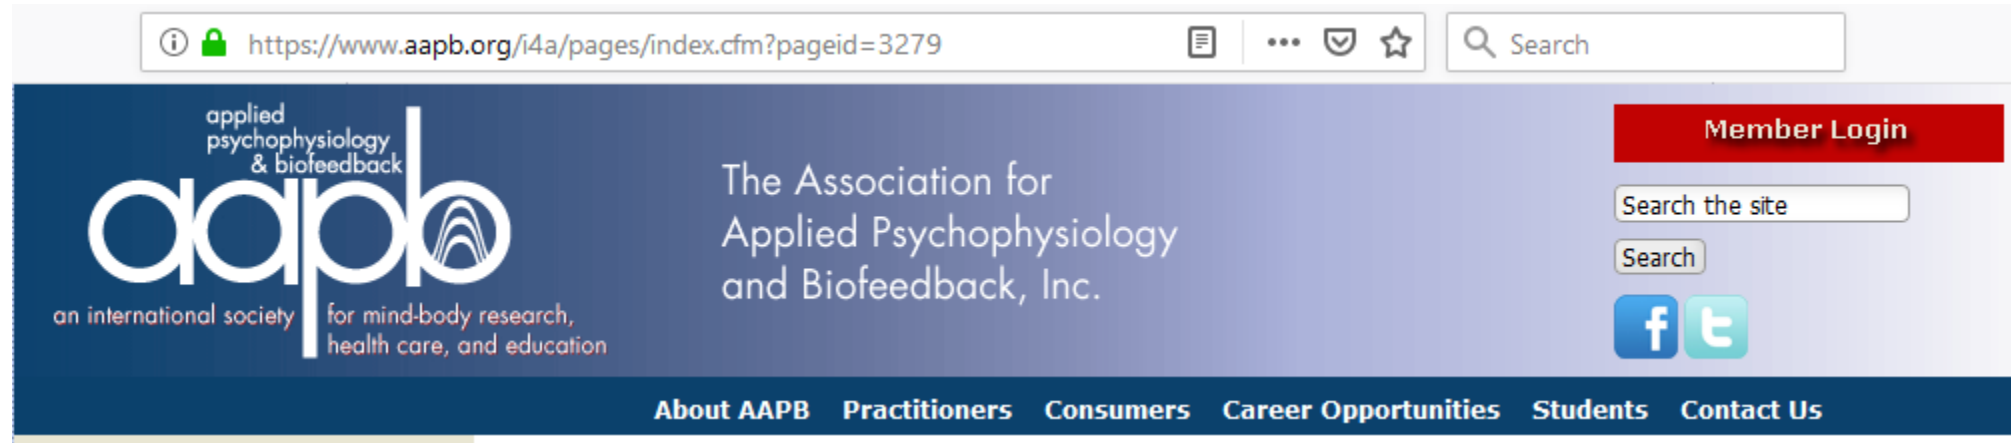 https://www.aapb.org/i4a/pages/index.cfm?pageid=3279
Search
applied
psychophysiology
& biofeedback
aapb
an international society
for mind-body research,
health care, and education
The Association for
Applied Psychophysiology
and Biofeedback, Inc.
Member Login
Search the site
Search
About AAPB Practitioners Consumers Career Opportunities Students Contact Us